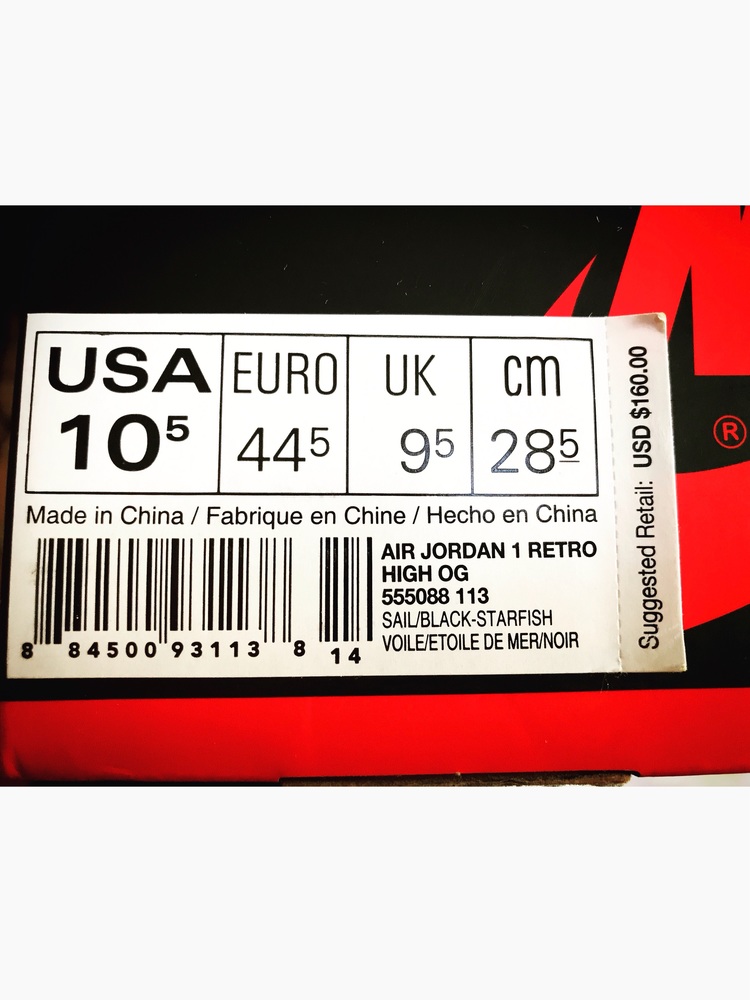 USA EURO UK cm
10⁵ 44⁵ 9⁵ 28⁵
Made in China / Fabrique en Chine / Hecho en China
AIR JORDAN 1 RETRO
HIGH OG
555088 113
SAIL/BLACK-STARFISH
VOILE/ETOILE DE MER/NOIR
8 84500 93113 8 14
Suggested Retail: USD $160.00
®